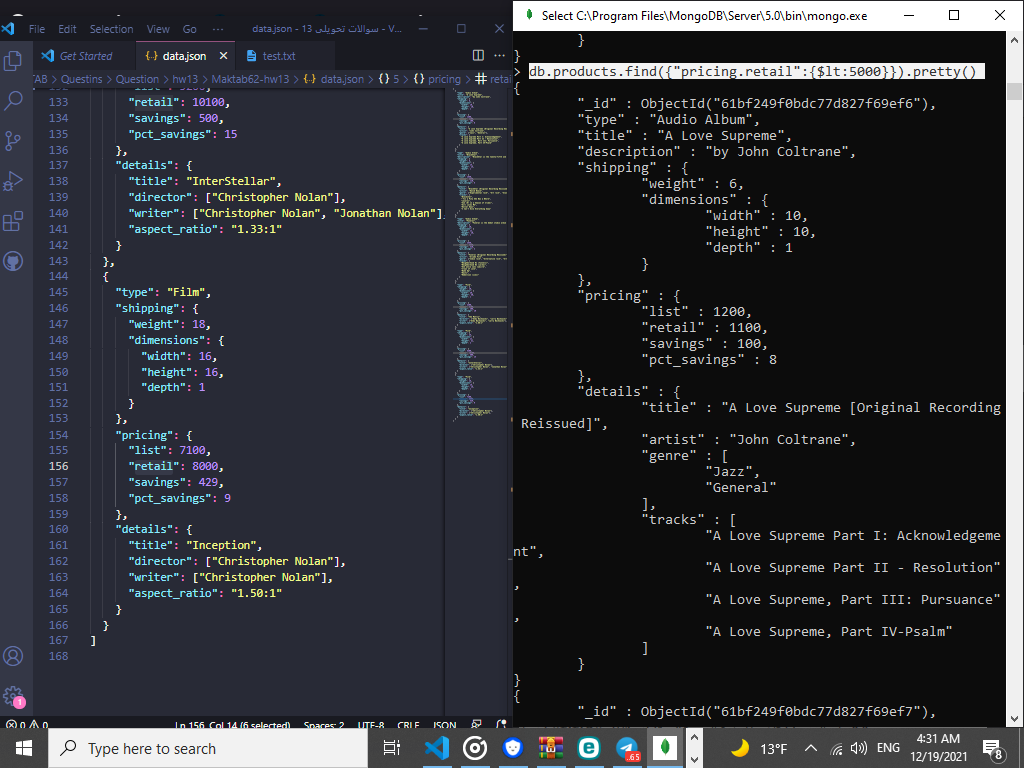 File Edit Selection View Go ··· data.json - سوالات تحویلی 13 - V...
Get Started {··} data.json × test.txt ···
TAB > Questins > Question > hw13 > Maktab62-hw13 > {··} data.json > {} 5 > {} pricing > # retai
133 "retail": 10100,
134 "savings": 500,
135 "pct_savings": 15
136 },
137 "details": {
138 "title": "InterStellar",
139 "director": ["Christopher Nolan"],
140 "writer": ["Christopher Nolan", "Jonathan Nolan"]
141 "aspect_ratio": "1.33:1"
142 }
143 },
144 {
145 "type": "Film",
146 "shipping": {
147 "weight": 18,
148 "dimensions": {
149 "width": 16,
150 "height": 16,
151 "depth": 1
152 }
153 },
154 "pricing": {
155 "list": 7100,
156 "retail": 8000,
157 "savings": 429,
158 "pct_savings": 9
159 },
160 "details": {
161 "title": "Inception",
162 "director": ["Christopher Nolan"],
163 "writer": ["Christopher Nolan"],
164 "aspect_ratio": "1.50:1"
165 }
166 }
167 ]
168
1
0 0 Ln 156, Col 14 (6 selected) Spaces: 2 UTF-8 CRLF JSON
Select C:\Program Files\MongoDB\Server\5.0\bin\mongo.exe
}
}
> db.products.find({"pricing.retail":{$lt:5000}}).pretty()
{
"_id" : ObjectId("61bf249f0bdc77d827f69ef6"),
"type" : "Audio Album",
"title" : "A Love Supreme",
"description" : "by John Coltrane",
"shipping" : {
"weight" : 6,
"dimensions" : {
"width" : 10,
"height" : 10,
"depth" : 1
}
},
"pricing" : {
"list" : 1200,
"retail" : 1100,
"savings" : 100,
"pct_savings" : 8
},
"details" : {
"title" : "A Love Supreme [Original Recording
Reissued]",
"artist" : "John Coltrane",
"genre" : [
"Jazz",
"General"
],
"tracks" : [
"A Love Supreme Part I: Acknowledgeme
nt",
"A Love Supreme Part II - Resolution"
,
"A Love Supreme, Part III: Pursuance"
,
"A Love Supreme, Part IV-Psalm"
]
}
}
{
"_id" : ObjectId("61bf249f0bdc77d827f69ef7"),
Type here to search .65 13°F ENG 4:31 AM
12/19/2021 8